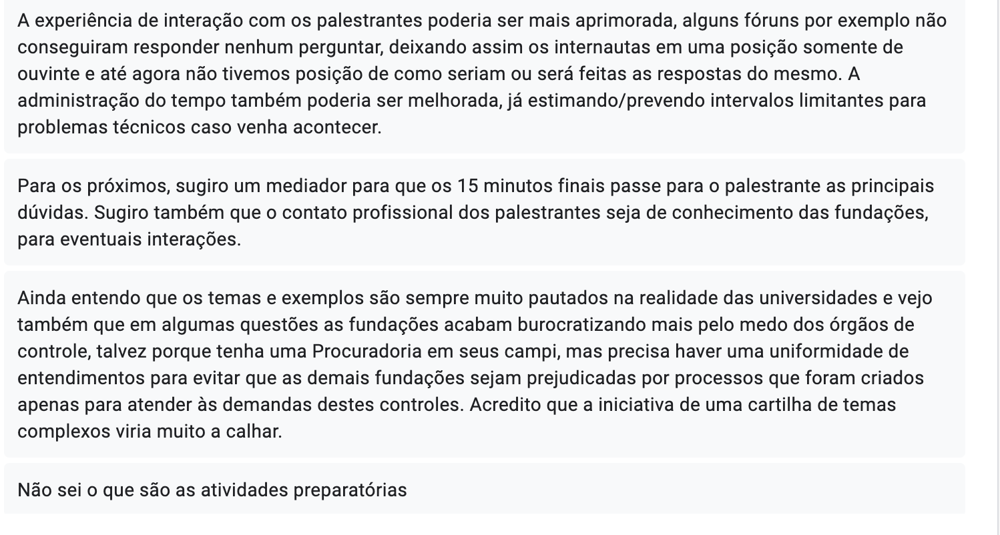 A experiência de interação com os palestrantes poderia ser mais aprimorada, alguns fóruns por exemplo não
conseguiram responder nenhum perguntar, deixando assim os internautas em uma posição somente de
ouvinte e até agora não tivemos posição de como seriam ou será feitas as respostas do mesmo. A
administração do tempo também poderia ser melhorada, já estimando/prevendo intervalos limitantes para
problemas técnicos caso venha acontecer.
Para os próximos, sugiro um mediador para que os 15 minutos finais passe para o palestrante as principais
dúvidas. Sugiro também que o contato profissional dos palestrantes seja de conhecimento das fundações,
para eventuais interações.
Ainda entendo que os temas e exemplos são sempre muito pautados na realidade das universidades e vejo
também que em algumas questões as fundações acabam burocratizando mais pelo medo dos órgãos de
controle, talvez porque tenha uma Procuradoria em seus campi, mas precisa haver uma uniformidade de
entendimentos para evitar que as demais fundações sejam prejudicadas por processos que foram criados
apenas para atender às demandas destes controles. Acredito que a iniciativa de uma cartilha de temas
complexos viria muito a calhar.
Não sei o que são as atividades preparatórias